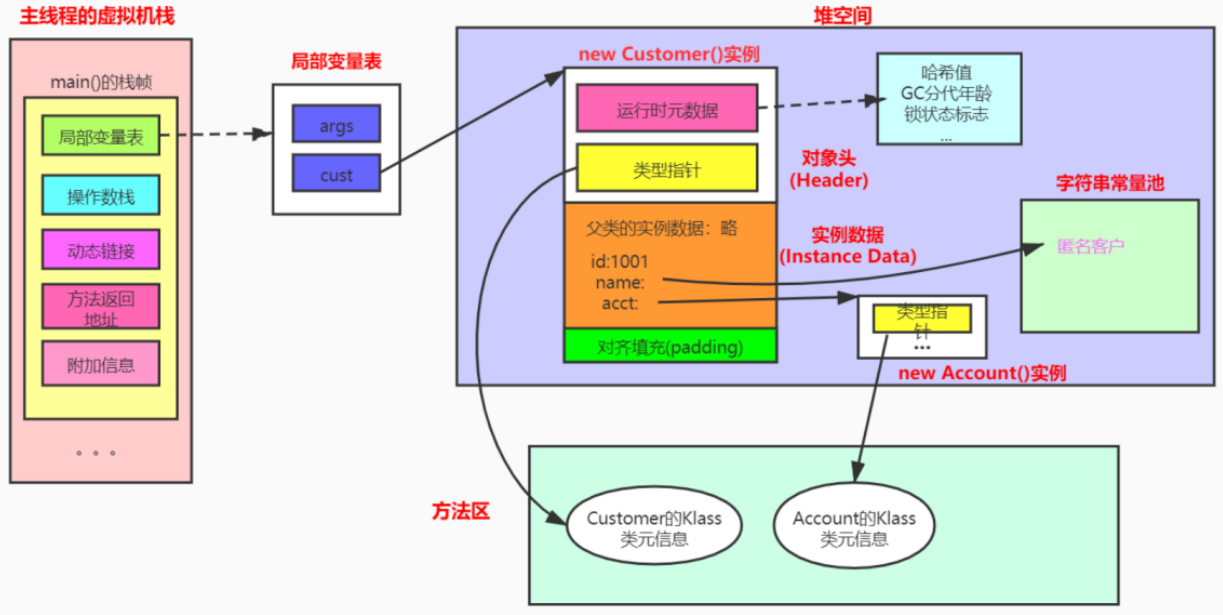 主线程的虚拟机栈
main()的栈帧
局部变量表
操作数栈
动态链接
方法返回
地址
附加信息
。。。
局部变量表
args
cust
堆空间
new Customer()实例
运行时元数据
类型指针
哈希值
GC分代年龄
锁状态标志
...
对象头
(Header)
父类的实例数据：略
id:1001
name:
acct:
实例数据
(Instance Data)
对齐填充(padding)
字符串常量池
匿名客户
类型指
针
...
new Account()实例
方法区
Customer的Klass
类元信息
Account的Klass
类元信息